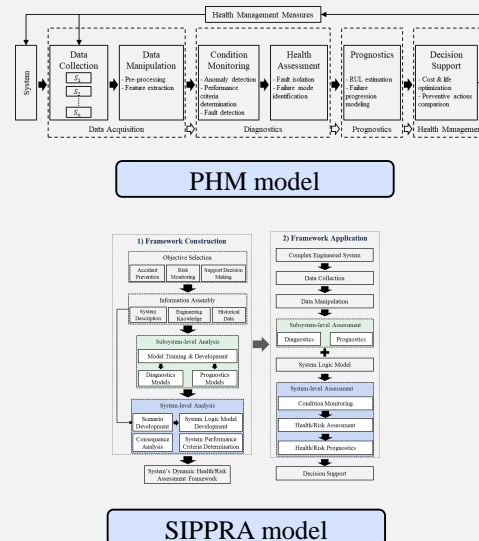 Health Management Measures
System
Data
Collection
S1
S2
Sn
Data
Manipulation
- Pre-processing
- Feature extraction
Condition
Monitoring
- Anomaly detection
- Performance
criteria
determination
- Fault detection
Health
Assessment
- Fault isolation
- Failure mode
identification
Prognostics
- RUL estimation
- Failure
progression
modeling
Decision
Support
- Cost & life
optimization
- Preventive actions
comparison
Data Acquisition
Diagnostics
Prognostics
Health Management
PHM model
1) Framework Construction
Objective Selection
Accident
Prevention
Risk
Monitoring
Support Decision
Making
Information Assembly
System
Description
Engineering
Knowledge
Historical
Data
Subsystem-level Analysis
Model Training & Development
Diagnostics
Models
Prognostics
Models
System-level Analysis
Scenario
Development
System Logic Model
Development
Consequence
Analysis
System Performance
Criteria Determination
System's Dynamic Health/Risk
Assessment Framework
2) Framework Application
Complex Engineered System
Data Collection
Data Manipulation
Subsystem-level Assessment
Diagnostics
Prognostics
System Logic Model
System-level Assessment
Condition Monitoring
Health/Risk Assessment
Health/Risk Prognostics
Decision Support
SIPPRA model